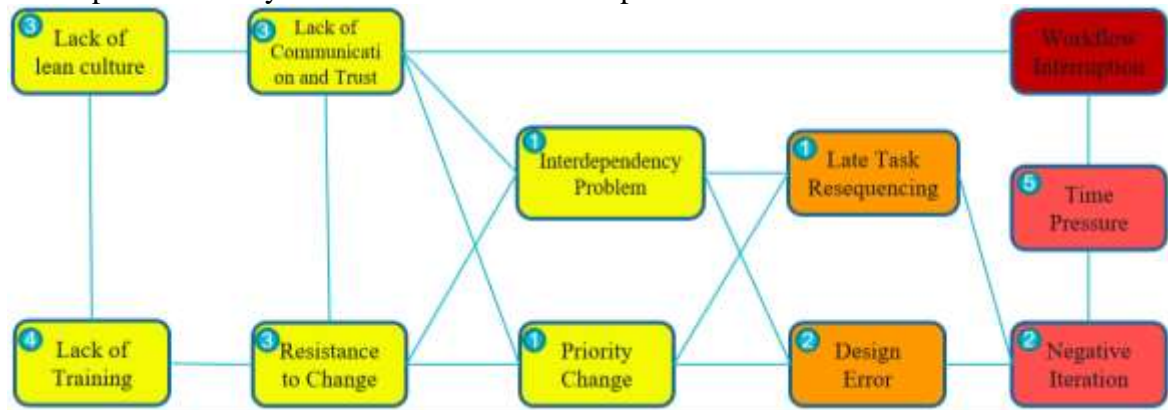 3
Lack of
lean culture
3
Lack of
Communicati
on and Trust
Workflow
Interruption
1
Interdependency
Problem
1
Late Task
Resequencing
5
Time
Pressure
4
Lack of
Training
3
Resistance
to Change
1
Priority
Change
2
Design
Error
2
Negative
Iteration